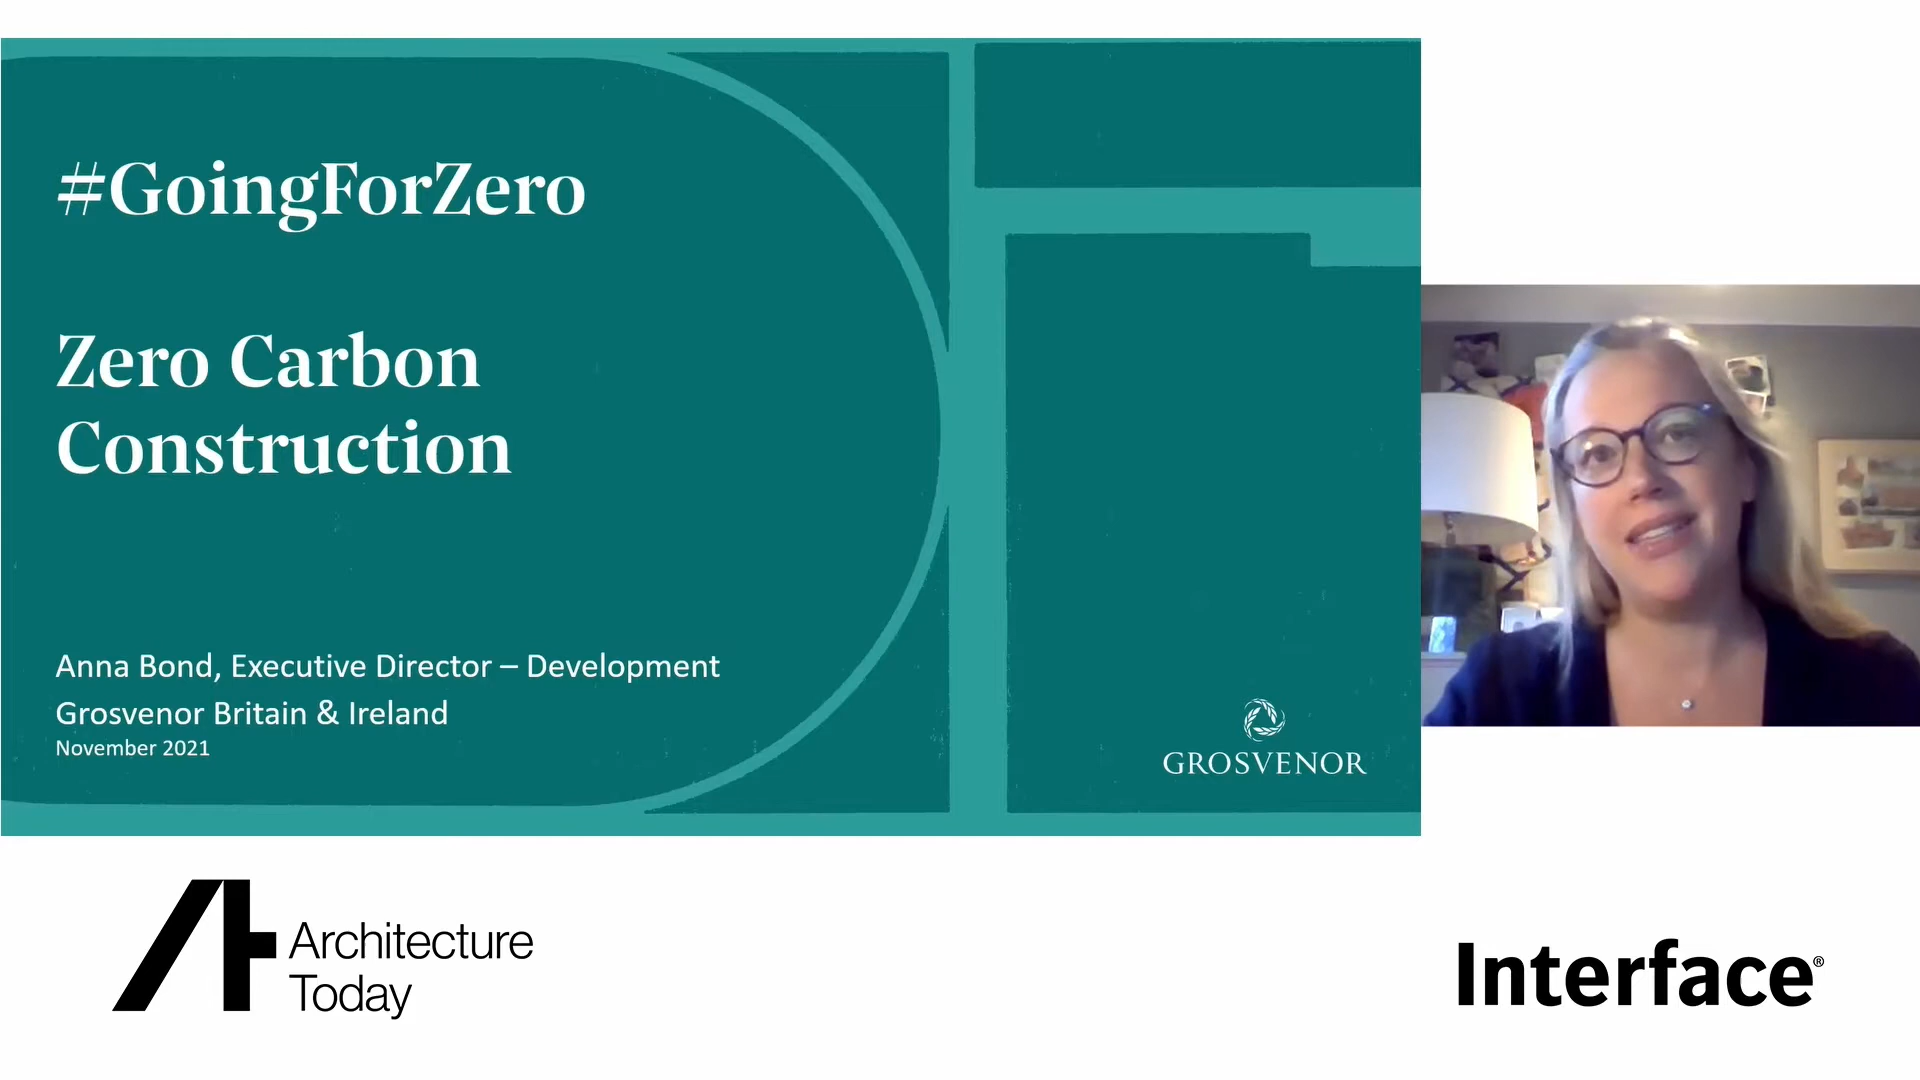 #GoingForZero
Zero Carbon
Construction
Anna Bond, Executive Director – Development
Grosvenor Britain & Ireland
November 2021
GROSVENOR
Architecture
Today
Interface®